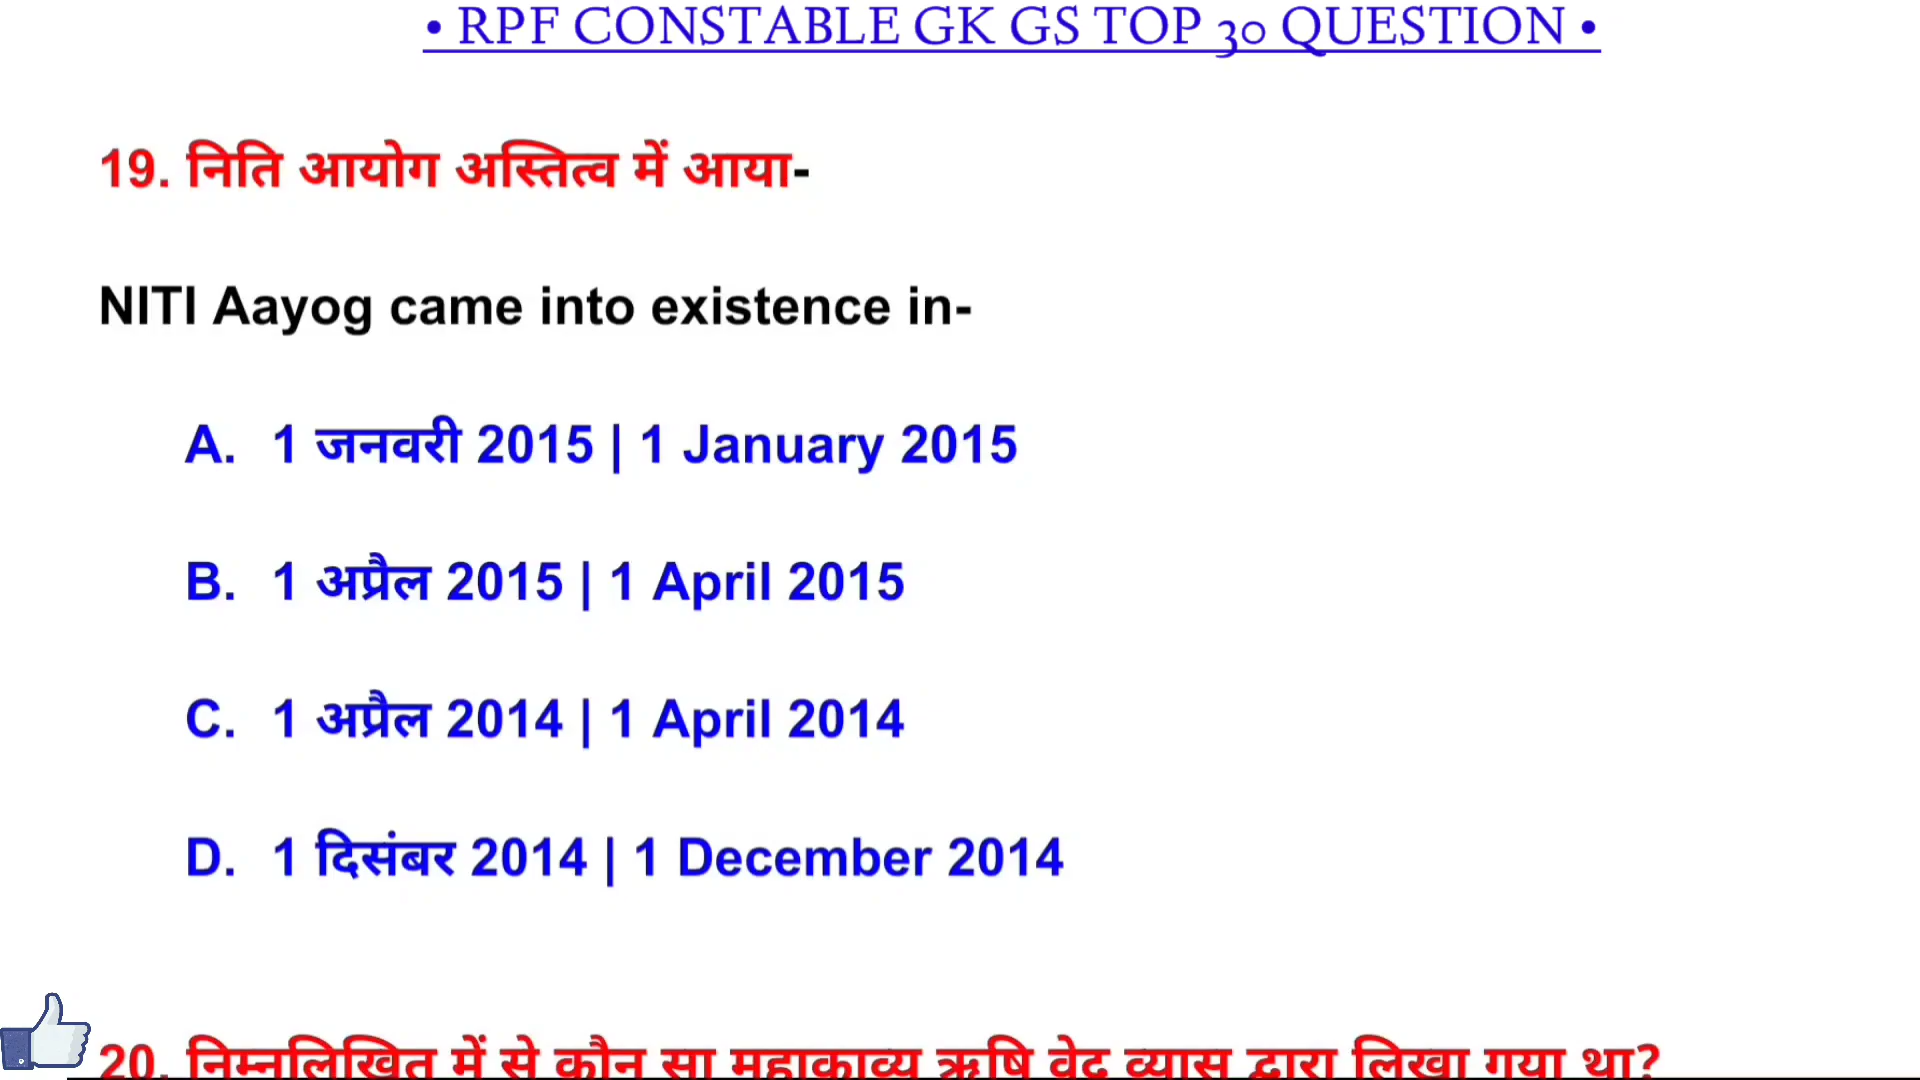 • RPF CONSTABLE GK GS TOP 30 QUESTION •
19. निति आयोग अस्तित्व में आया-
NITI Aayog came into existence in-
A. 1 जनवरी 2015 | 1 January 2015
B. 1 अप्रैल 2015 | 1 April 2015
C. 1 अप्रैल 2014 | 1 April 2014
D. 1 दिसंबर 2014 | 1 December 2014
20. निम्नलिखित में से कौन सा महाकाव्य ऋषि वेद व्यास द्वारा लिखा गया था?